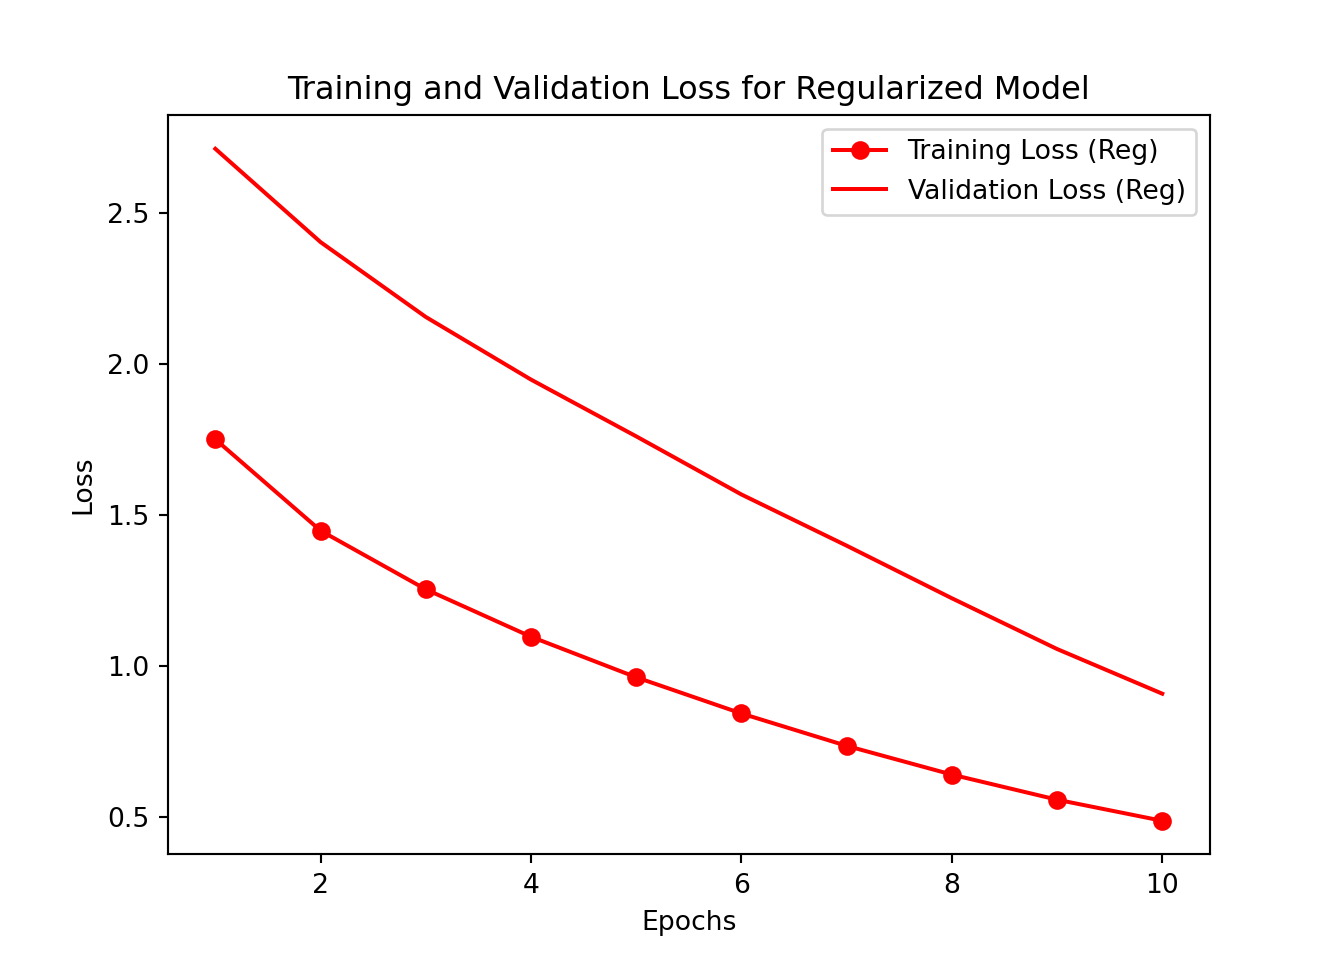 Training and Validation Loss for Regularized Model
Training Loss (Reg)
Validation Loss (Reg)
2.5
2.0
1.5
1.0
0.5
Loss
2 4 6 8 10
Epochs